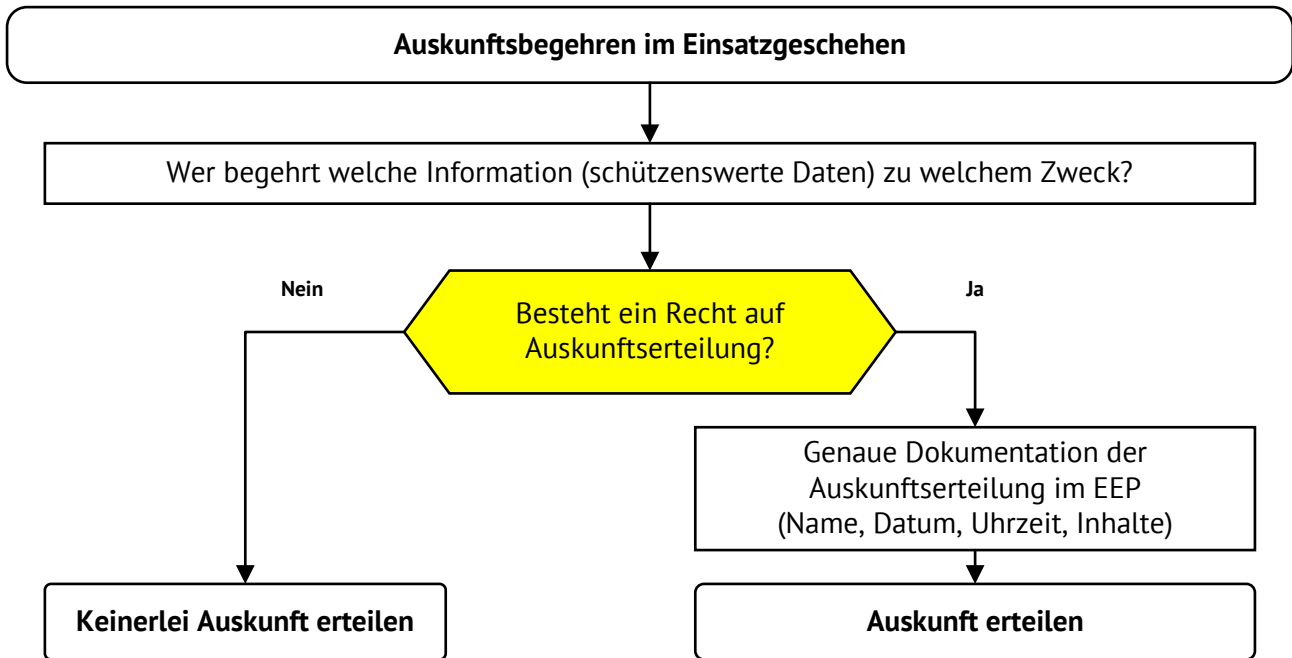 Auskunftsbegehren im Einsatzgeschehen
Wer begehrt welche Information (schützenswerte Daten) zu welchem Zweck?
Nein
Ja
Besteht ein Recht auf
Auskunftserteilung?
Genaue Dokumentation der
Auskunftserteilung im EEP
(Name, Datum, Uhrzeit, Inhalte)
Keinerlei Auskunft erteilen
Auskunft erteilen